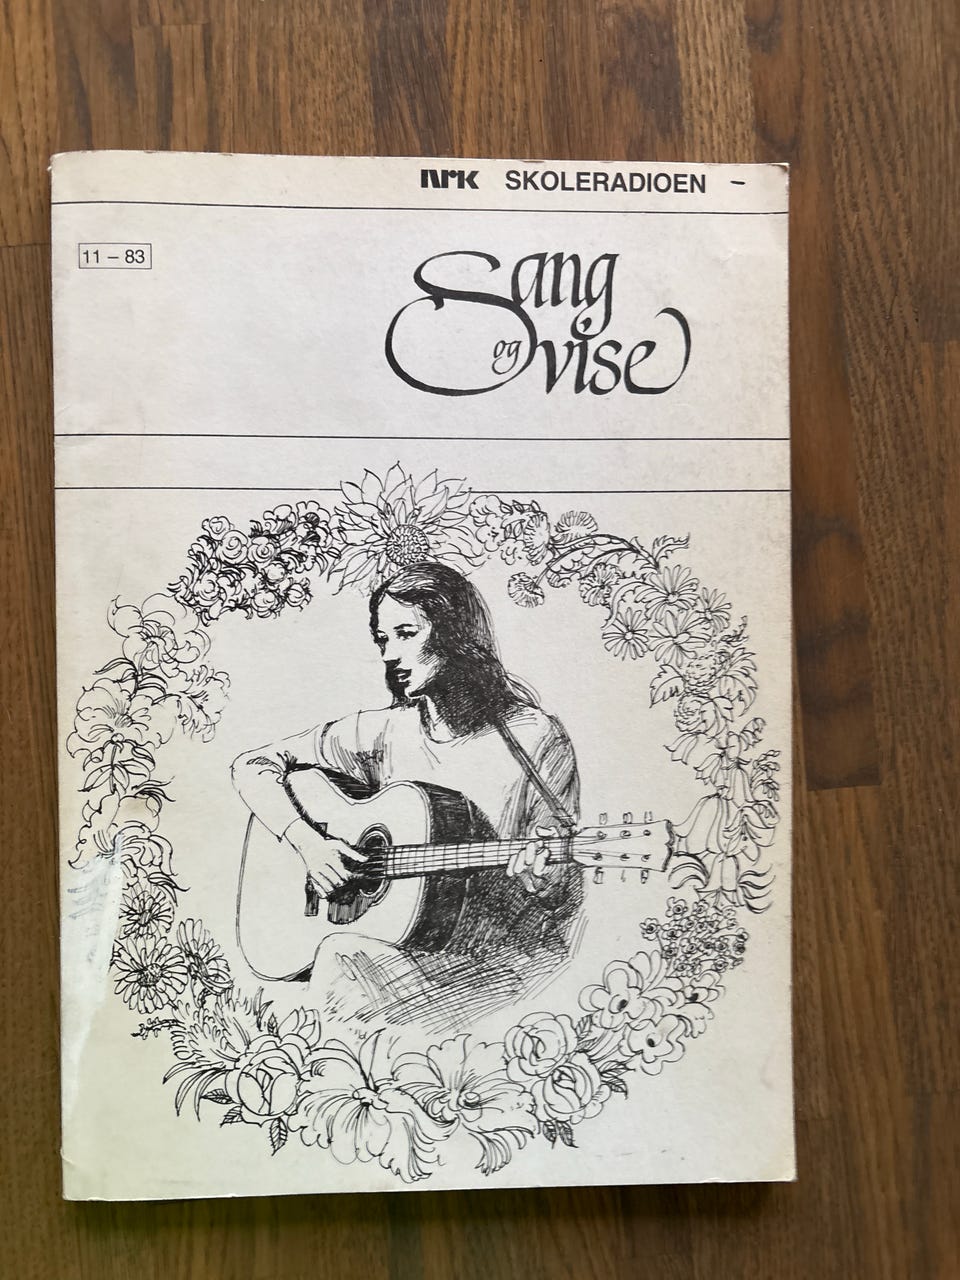 NRK SKOLERADIOEN –
11 – 83
Sang
og vise